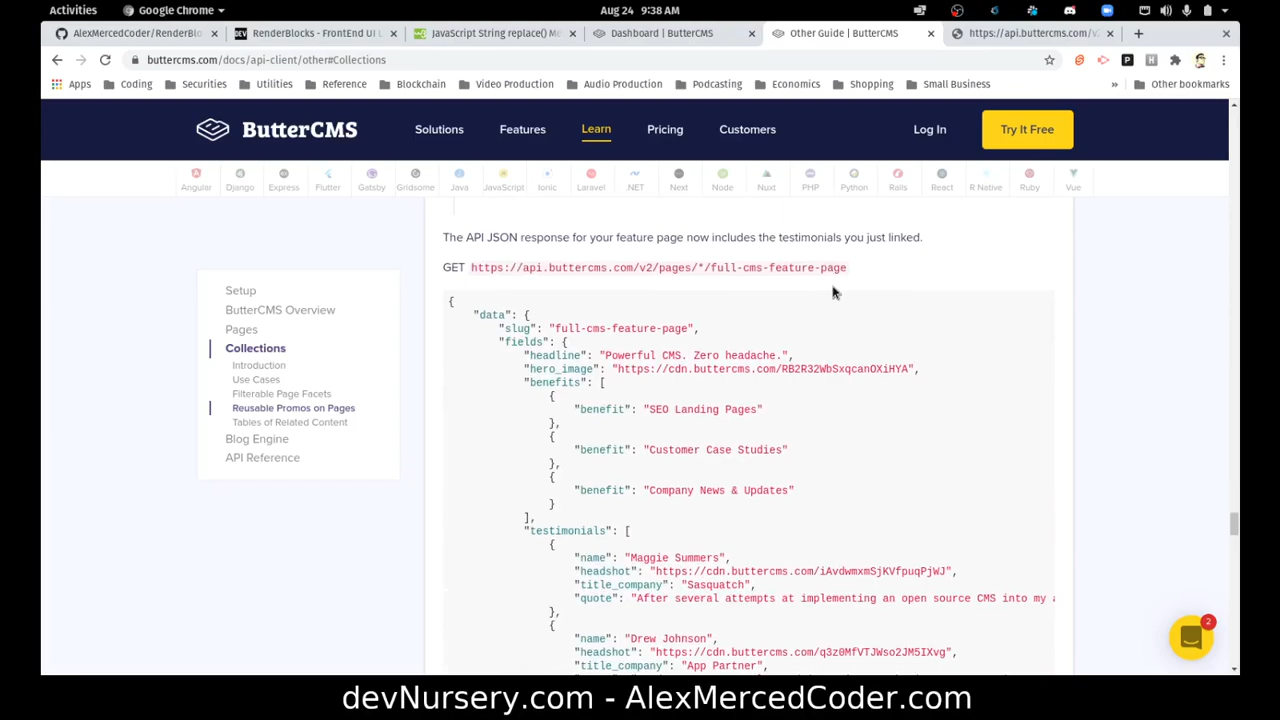 Activities
Google Chrome
Aug 24 9:38 AM
AlexMercedCoder/RenderBlo
DEV RenderBlocks - FrontEnd UI L
JavaScript String replace() Me
Dashboard | ButterCMS
Other Guide | ButterCMS
https://api.buttercms.com/v
buttercms.com/docs/api-client/other#Collections
Apps Coding Securities Utilities Reference Blockchain Video Production Audio Production Podcasting Economics Shopping Small Business » Other bookmarks
ButterCMS Solutions Features Learn Pricing Customers Log In Try It Free
Angular Django Express Flutter Gatsby Gridsome Java JavaScript Ionic Laravel .NET Next Node Nuxt PHP Python Rails React R Native Ruby Vue
Setup
ButterCMS Overview
Pages
Collections
Introduction
Use Cases
Filterable Page Facets
Reusable Promos on Pages
Tables of Related Content
Blog Engine
API Reference
The API JSON response for your feature page now includes the testimonials you just linked.
GET https://api.buttercms.com/v2/pages/*/full-cms-feature-page
{
"data": {
"slug": "full-cms-feature-page",
"fields": {
"headline": "Powerful CMS. Zero headache.",
"hero_image": "https://cdn.buttercms.com/RB2R32WbSxqcanOXiHYA",
"benefits": [
{
"benefit": "SEO Landing Pages"
},
{
"benefit": "Customer Case Studies"
},
{
"benefit": "Company News & Updates"
}
],
"testimonials": [
{
"name": "Maggie Summers",
"headshot": "https://cdn.buttercms.com/iAvdwmxmSjKVfpuqPjWJ",
"title_company": "Sasquatch",
"quote": "After several attempts at implementing an open source CMS into my a
},
{
"name": "Drew Johnson",
"headshot": "https://cdn.buttercms.com/q3z0MfVTJWso2JM5IXvg",
"title_company": "App Partner",
2
devNursery.com - AlexMercedCoder.com